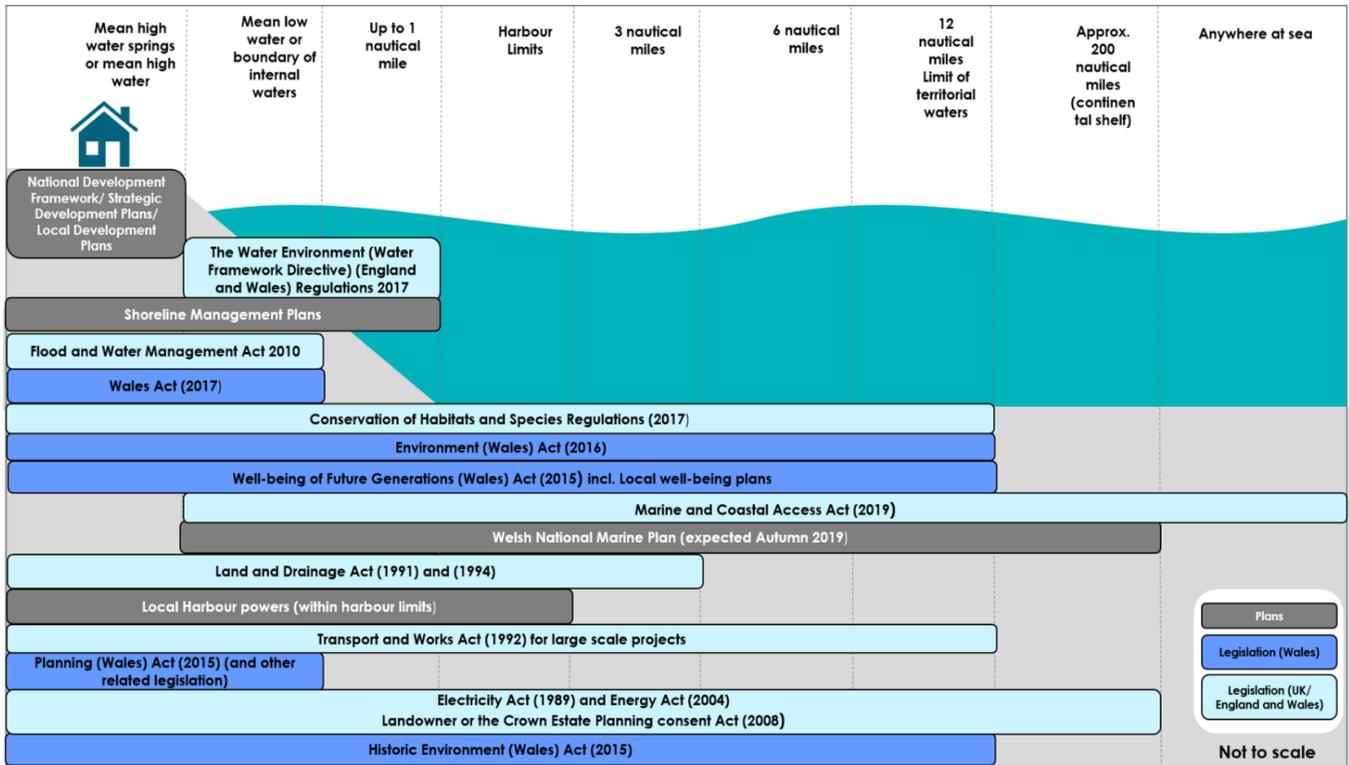 Mean high
water springs
or mean high
water
Mean low
water or
boundary of
internal
waters
Up to 1
nautical
mile
Harbour
Limits
3 nautical
miles
6 nautical
miles
12
nautical
miles
Limit of
territorial
waters
Approx.
200
nautical
miles
(continen
tal shelf)
Anywhere at sea
National Development
Framework/ Strategic
Development Plans/
Local Development
Plans
The Water Environment (Water
Framework Directive) (England
and Wales) Regulations 2017
Shoreline Management Plans
Flood and Water Management Act 2010
Wales Act (2017)
Conservation of Habitats and Species Regulations (2017)
Environment (Wales) Act (2016)
Well-being of Future Generations (Wales) Act (2015) incl. Local well-being plans
Marine and Coastal Access Act (2019)
Welsh National Marine Plan (expected Autumn 2019)
Land and Drainage Act (1991) and (1994)
Local Harbour powers (within harbour limits)
Transport and Works Act (1992) for large scale projects
Planning (Wales) Act (2015) (and other
related legislation)
Electricity Act (1989) and Energy Act (2004)
Landowner or the Crown Estate Planning consent Act (2008)
Historic Environment (Wales) Act (2015)
Plans
Legislation (Wales)
Legislation (UK/
England and Wales)
Not to scale